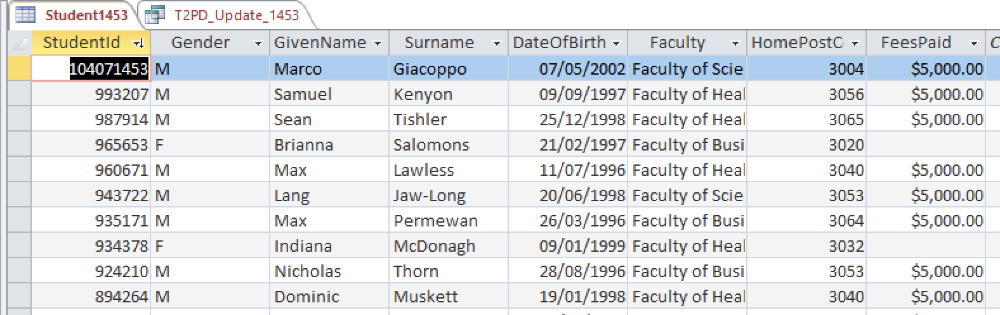 Student1453 T2PD_Update_1453
StudentId Gender GivenName Surname DateOfBirth Faculty HomePostC FeesPaid C
104071453 M Marco Giacoppo 07/05/2002 Faculty of Scie 3004 $5,000.00
993207 M Samuel Kenyon 09/09/1997 Faculty of Heal 3056 $5,000.00
987914 M Sean Tishler 25/12/1998 Faculty of Heal 3065 $5,000.00
965653 F Brianna Salomons 21/02/1997 Faculty of Busi 3020
960671 M Max Lawless 11/07/1996 Faculty of Heal 3040 $5,000.00
943722 M Lang Jaw-Long 20/06/1998 Faculty of Scie 3053 $5,000.00
935171 M Max Permewan 26/03/1996 Faculty of Busi 3064 $5,000.00
934378 F Indiana McDonagh 09/01/1999 Faculty of Heal 3032
924210 M Nicholas Thorn 28/08/1996 Faculty of Busi 3053 $5,000.00
894264 M Dominic Muskett 19/01/1998 Faculty of Heal 3040 $5,000.00